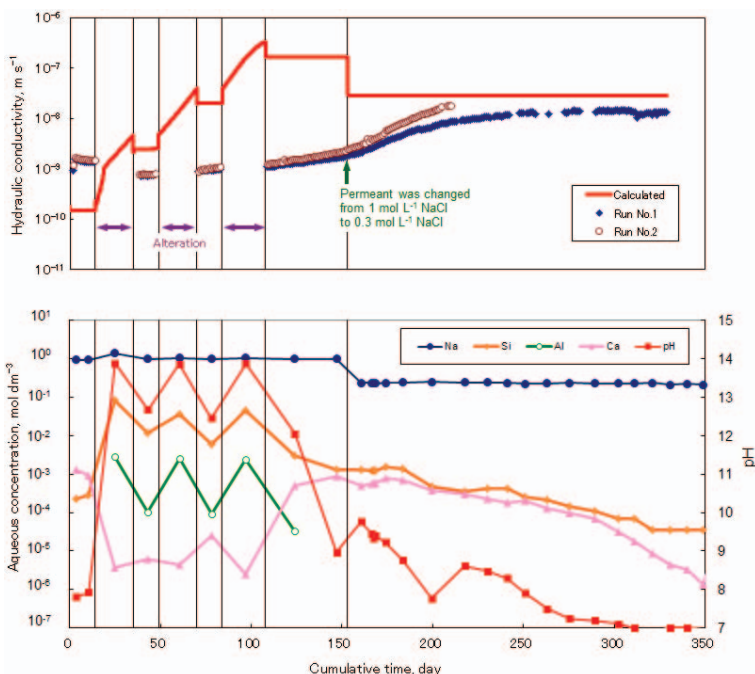 10⁻⁶
10⁻⁷
10⁻⁸
10⁻⁹
10⁻¹⁰
10⁻¹¹
Hydraulic conductivity, m s⁻¹
Alteration
Permeant was changed
from 1 mol L⁻¹ NaCl
to 0.3 mol L⁻¹ NaCl
Calculated
Run No.1
Run No.2
10¹
10⁰
10⁻¹
10⁻²
10⁻³
10⁻⁴
10⁻⁵
10⁻⁶
10⁻⁷
Aqueous concentration, mol dm⁻³
Na Si Al Ca pH
15
14
13
12
11
10
9
8
7
pH
0 50 100 150 200 250 300 350
Cumulative time, day